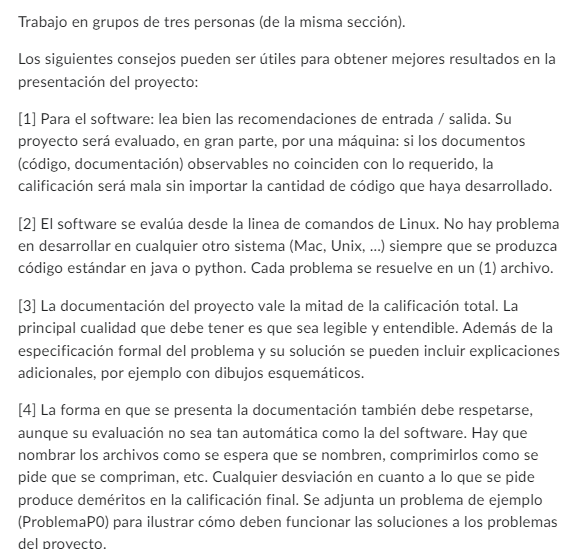 Trabajo en grupos de tres personas (de la misma sección).
Los siguientes consejos pueden ser útiles para obtener mejores resultados en la
presentación del proyecto:
[1] Para el software: lea bien las recomendaciones de entrada / salida. Su
proyecto será evaluado, en gran parte, por una máquina: si los documentos
(código, documentación) observables no coinciden con lo requerido, la
calificación será mala sin importar la cantidad de código que haya desarrollado.
[2] El software se evalúa desde la linea de comandos de Linux. No hay problema
en desarrollar en cualquier otro sistema (Mac, Unix, ...) siempre que se produzca
código estándar en java o python. Cada problema se resuelve en un (1) archivo.
[3] La documentación del proyecto vale la mitad de la calificación total. La
principal cualidad que debe tener es que sea legible y entendible. Además de la
especificación formal del problema y su solución se pueden incluir explicaciones
adicionales, por ejemplo con dibujos esquemáticos.
[4] La forma en que se presenta la documentación también debe respetarse,
aunque su evaluación no sea tan automática como la del software. Hay que
nombrar los archivos como se espera que se nombren, comprimirlos como se
pide que se compriman, etc. Cualquier desviación en cuanto a lo que se pide
produce deméritos en la calificación final. Se adjunta un problema de ejemplo
(ProblemaP0) para ilustrar cómo deben funcionar las soluciones a los problemas
del proyecto.